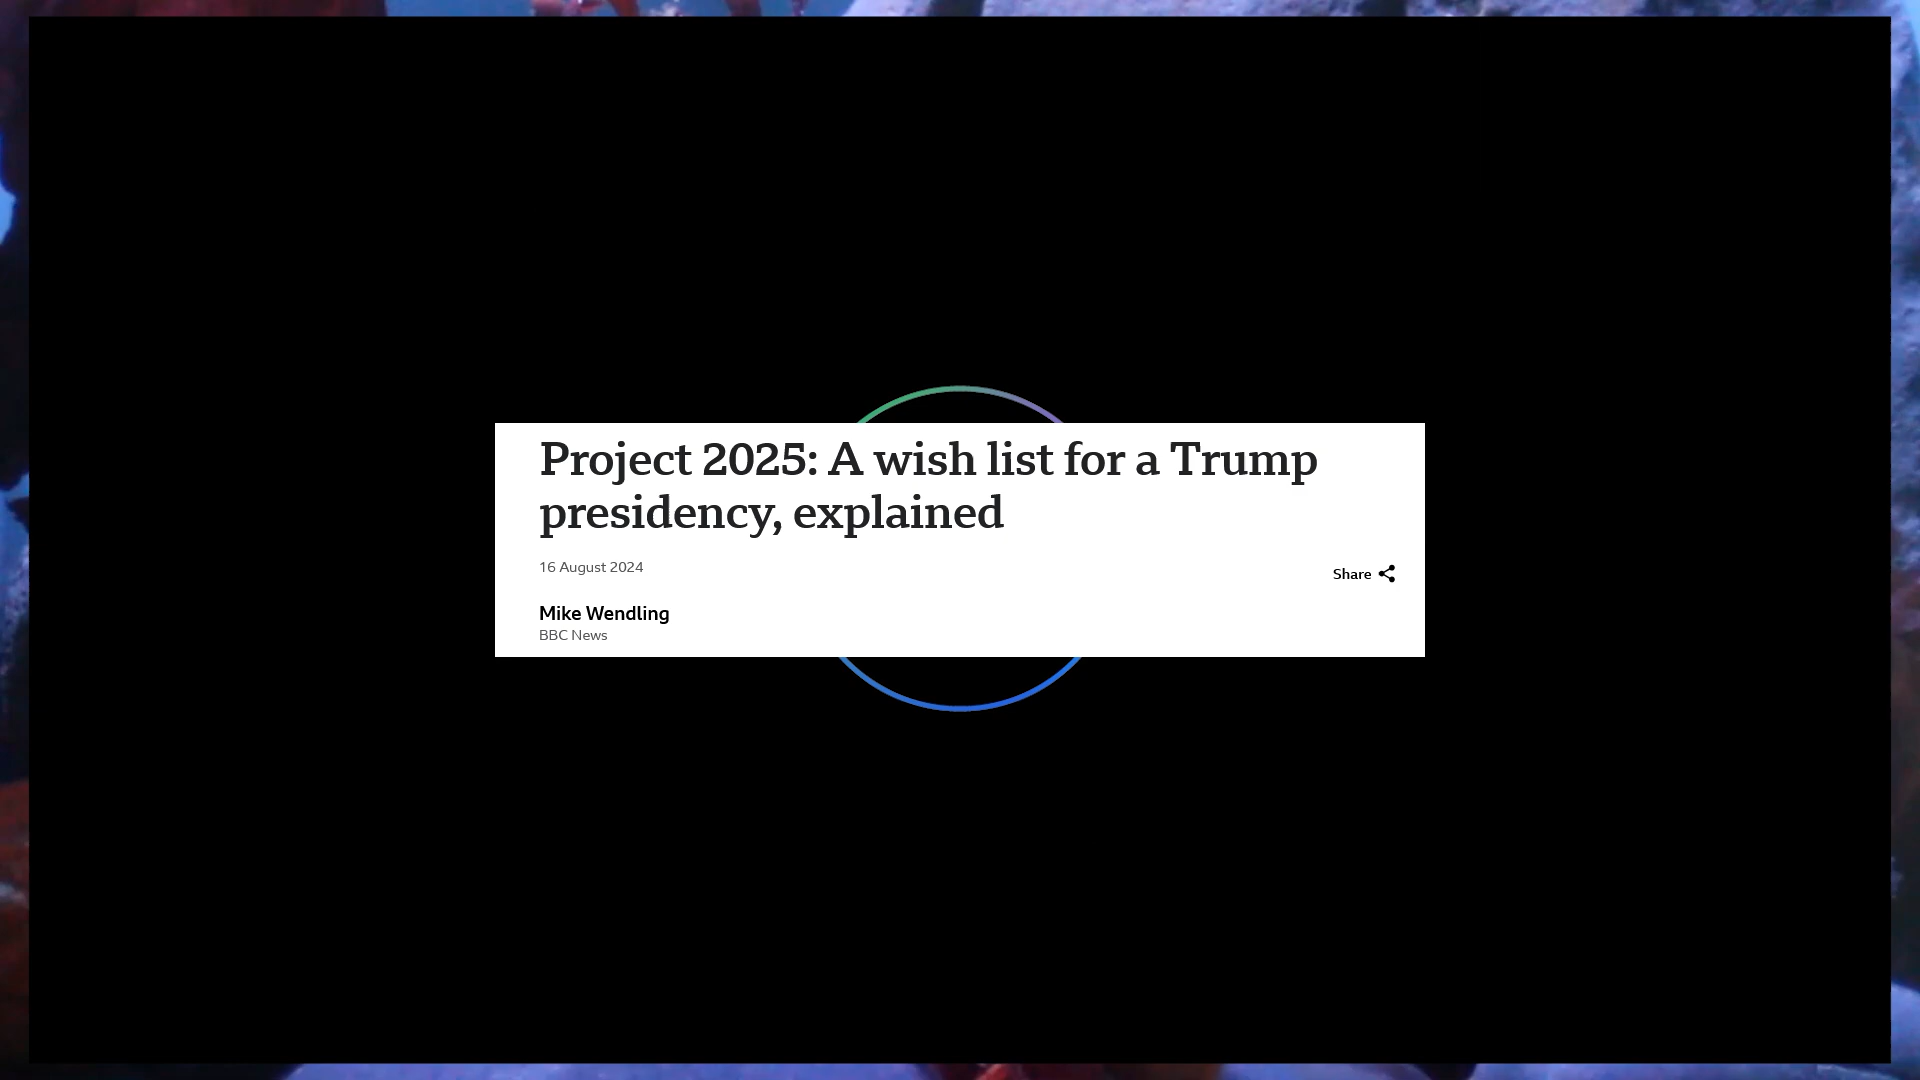 Project 2025: A wish list for a Trump
presidency, explained
16 August 2024
Share
Mike Wendling
BBC News